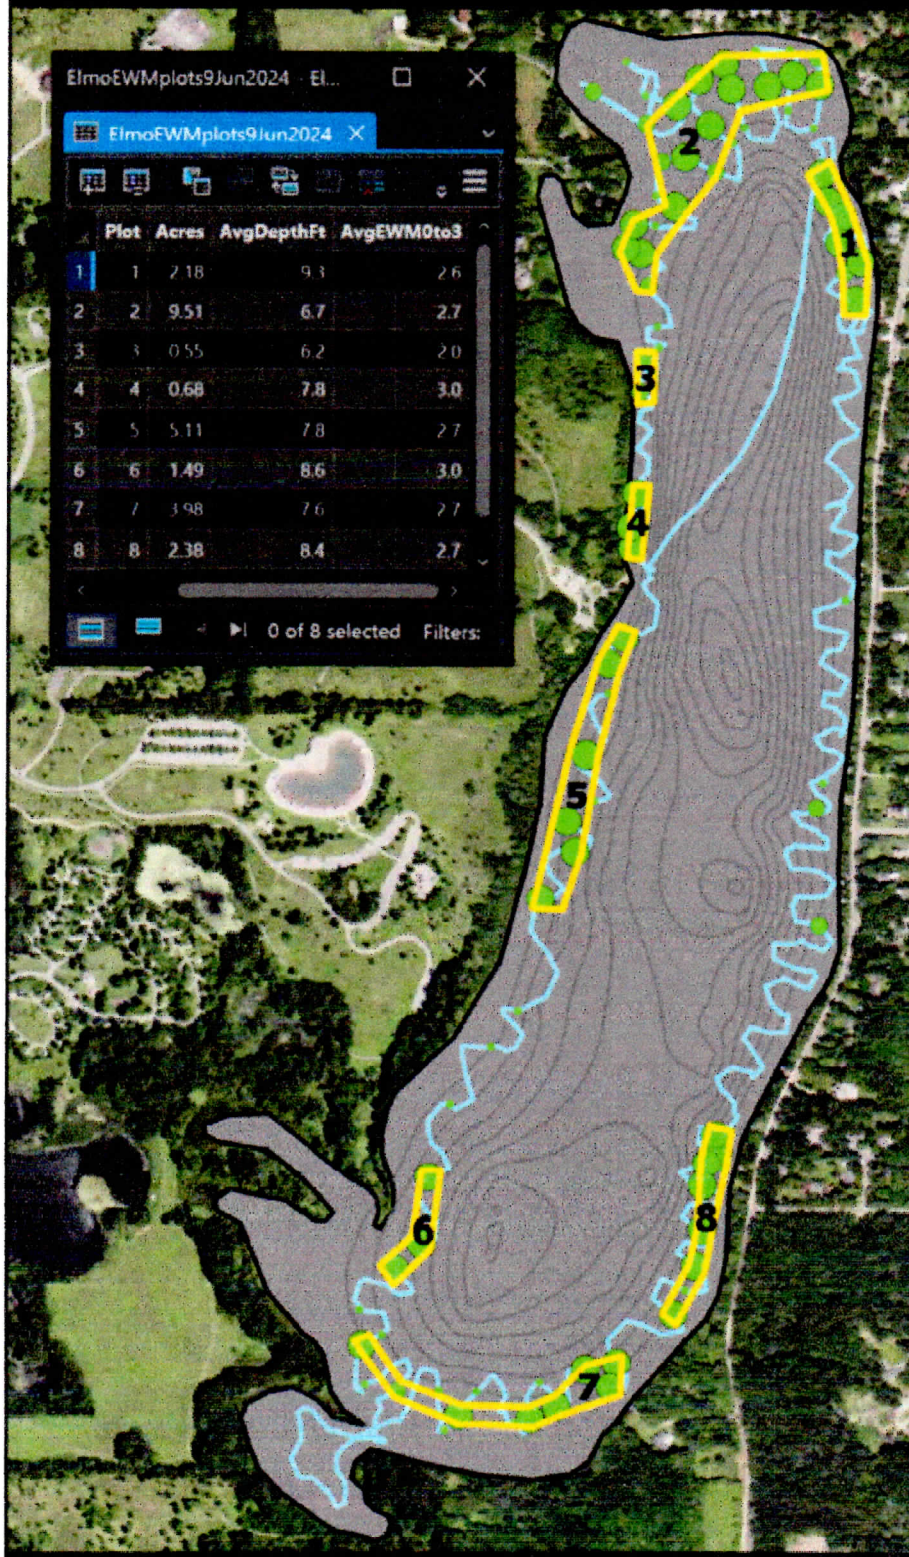 ElmoEWMplots9Jun2024 - El...
ElmoEWMplots9Jun2024
Plot Acres AvgDepthFt AvgEWM0to3
1 1 2.18 9.3 2.6
2 2 9.51 6.7 2.7
3 3 0.55 6.2 2.0
4 4 0.68 7.8 3.0
5 5 5.11 7.8 2.7
6 6 1.49 8.6 3.0
7 7 3.98 7.6 2.7
8 8 2.38 8.4 2.7
0 of 8 selected Filters:
2
1
3
4
5
6
8
7